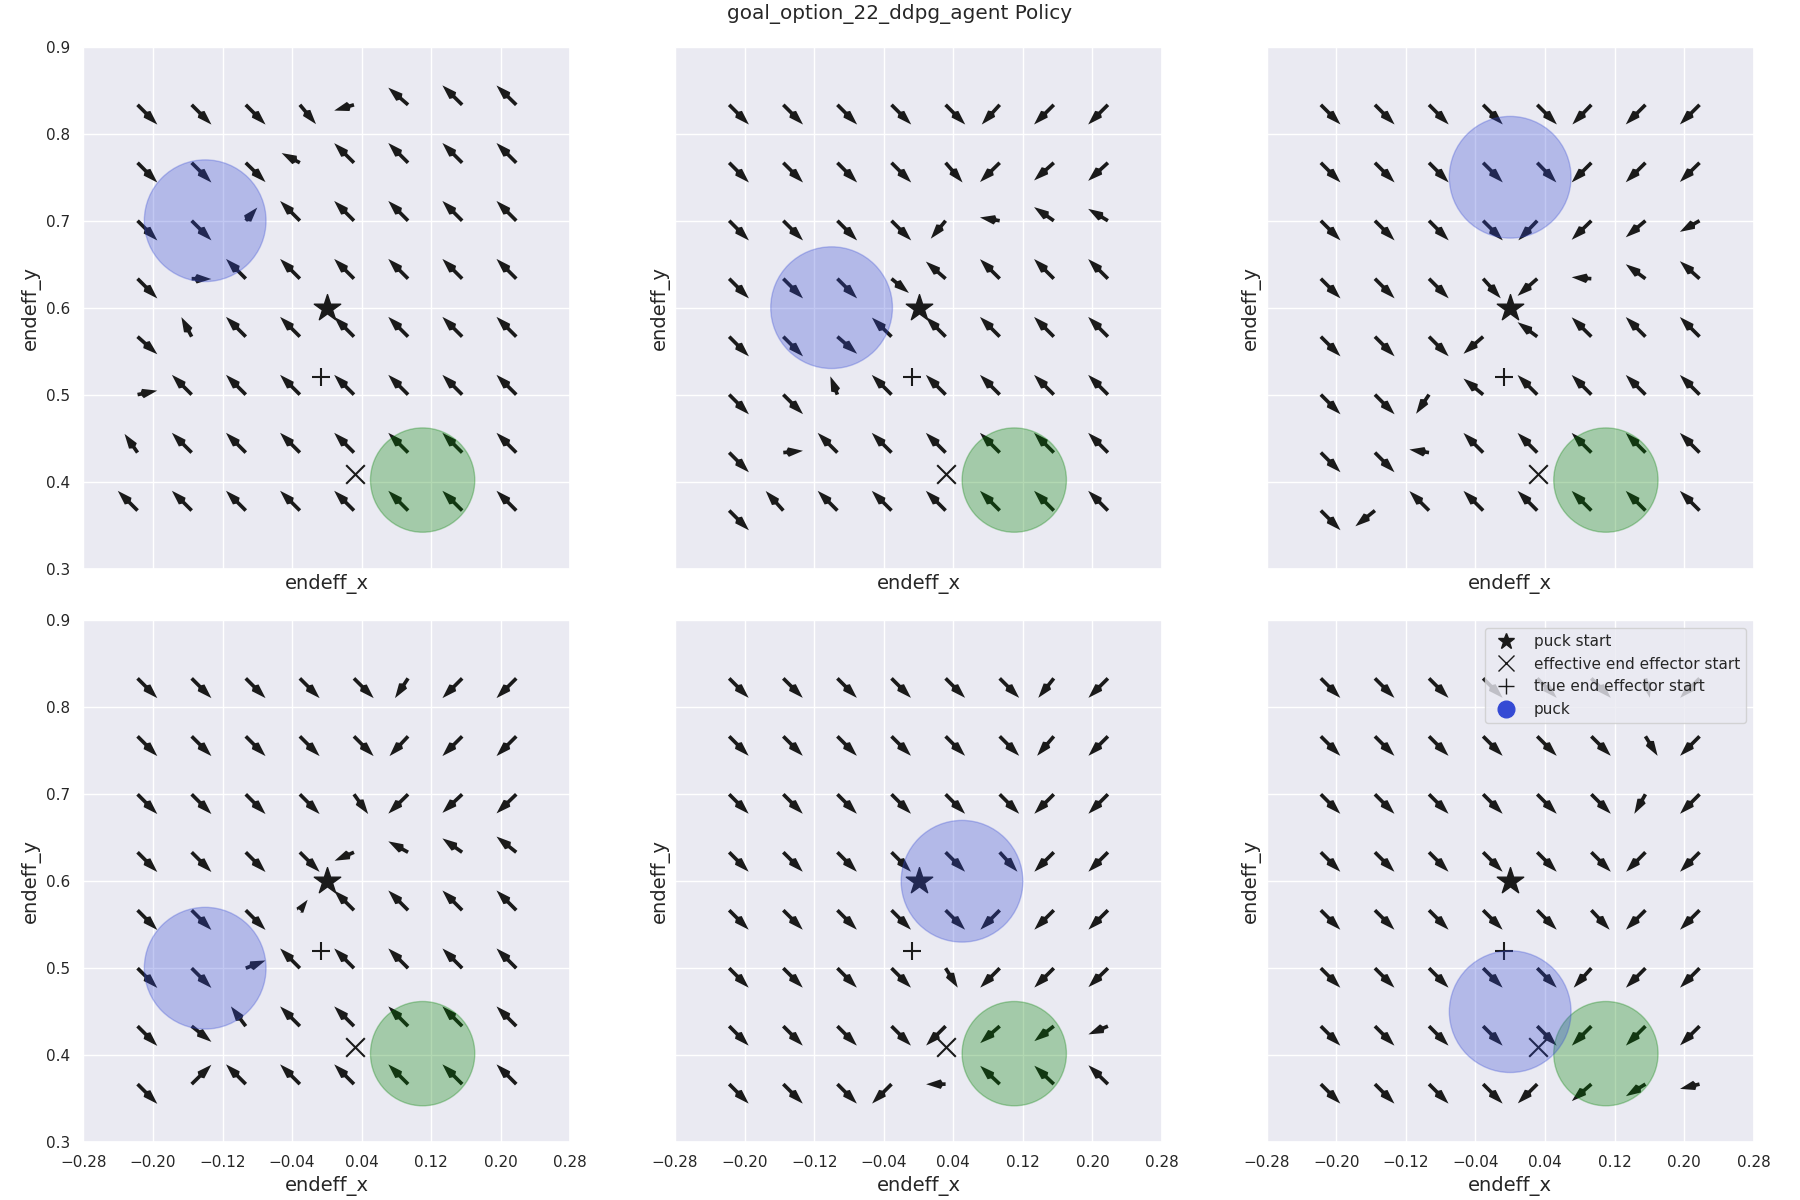 goal_option_22_ddpg_agent Policy
0.9
0.8
0.7
0.6
0.5
0.4
0.3
endeff_y
endeff_x
endeff_y
endeff_x
endeff_y
endeff_x
0.9
0.8
0.7
0.6
0.5
0.4
0.3
endeff_y
−0.28 −0.20 −0.12 −0.04 0.04 0.12 0.20 0.28
endeff_x
endeff_y
−0.28 −0.20 −0.12 −0.04 0.04 0.12 0.20 0.28
endeff_x
puck start
effective end effector start
true end effector start
puck
endeff_y
−0.28 −0.20 −0.12 −0.04 0.04 0.12 0.20 0.28
endeff_x